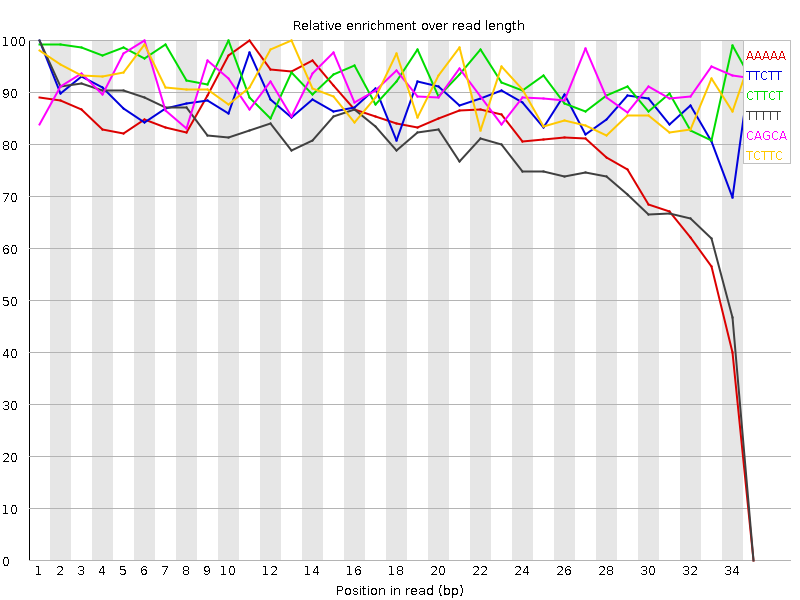 Relative enrichment over read length
100
90
80
70
60
50
40
30
20
10
0
AAAAA
TTCTT
CTTCT
TTTTT
CAGCA
TCTTC
1 2 3 4 5 6 7 8 9 10 12 14 16 18 20 22 24 26 28 30 32 34
Position in read (bp)